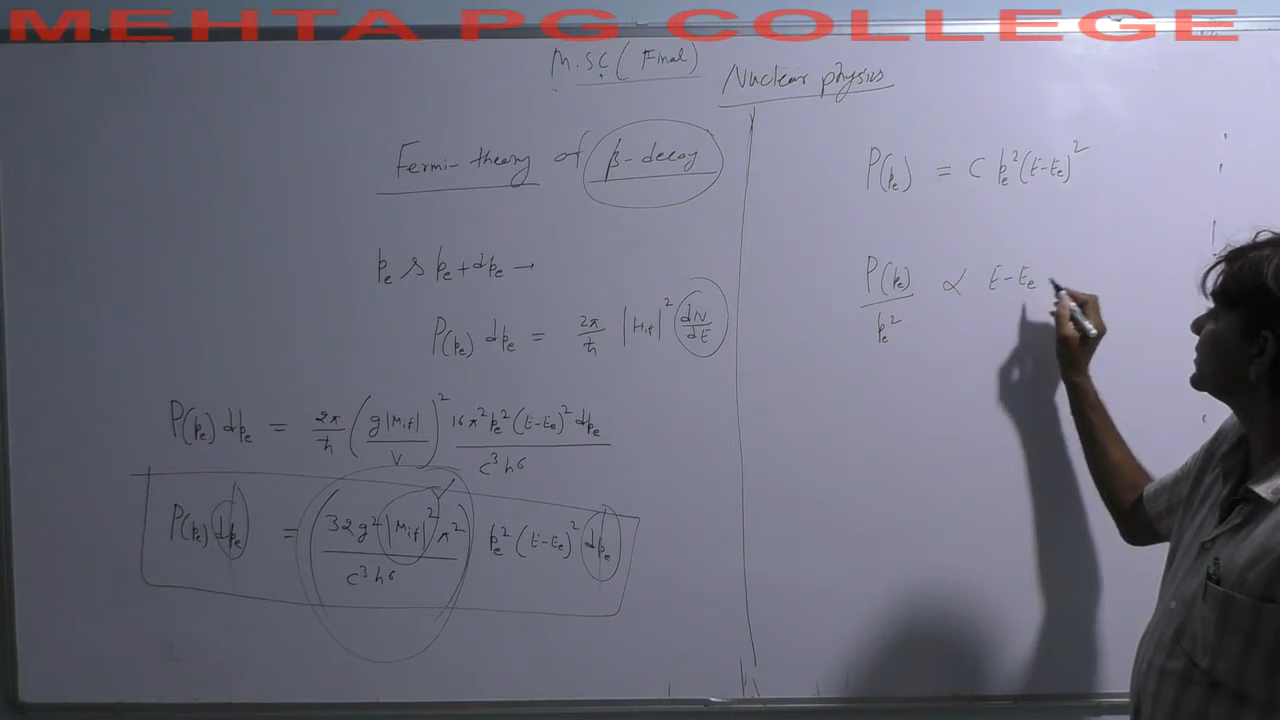 MEHTA PG COLLEGE
M.Sc (Final)
Nuclear physics
Fermi-theory of β-decay
pₑ & pₑ+dpₑ →
P(pₑ) dpₑ = 2π/ħ |Hif|² dN/dE
P(pₑ) dpₑ = 2π/ħ (g|Mif|/V)² 16π²pₑ²(E-Eₑ)²dpₑ / c³h⁶
P(pₑ) dpₑ = (32g²|Mif|²π² / c³h⁶) pₑ²(E-Eₑ)² dpₑ
P(pₑ) = C pₑ²(E-Eₑ)²
P(pₑ)/pₑ² ∝ E-Eₑ